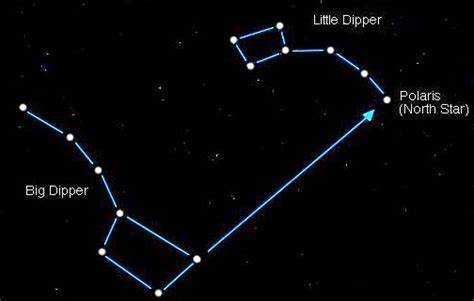 Little Dipper
Polaris
(North Star)
Big Dipper